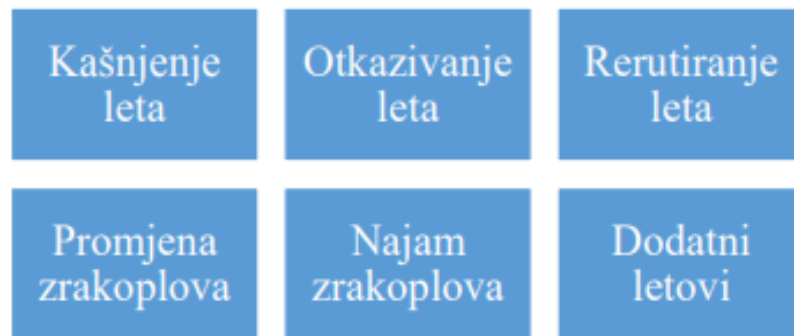 Kašnjenje
leta
Otkazivanje
leta
Rerutiranje
leta
Promjena
zrakoplova
Najam
zrakoplova
Dodatni
letovi